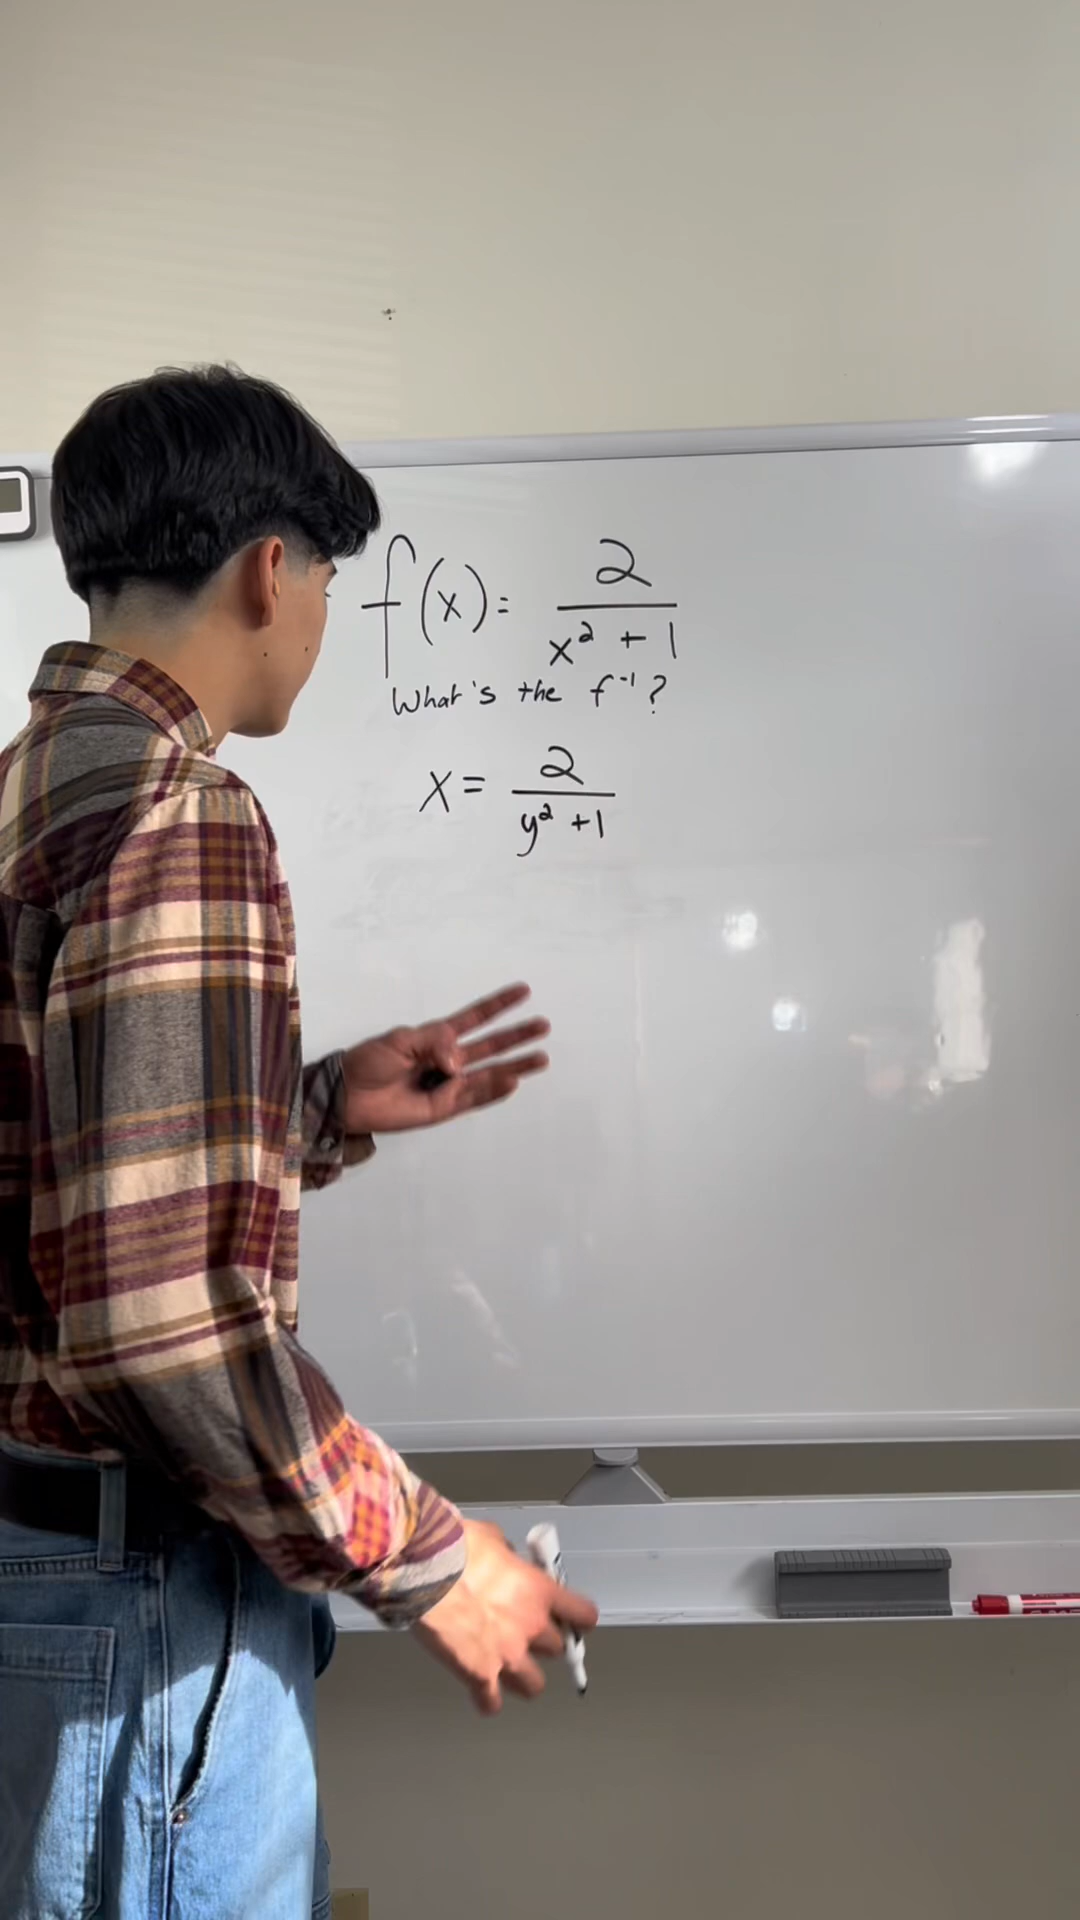 f(x) = 2/(x² + 1)
What's the f⁻¹?
x = 2/(y² + 1)